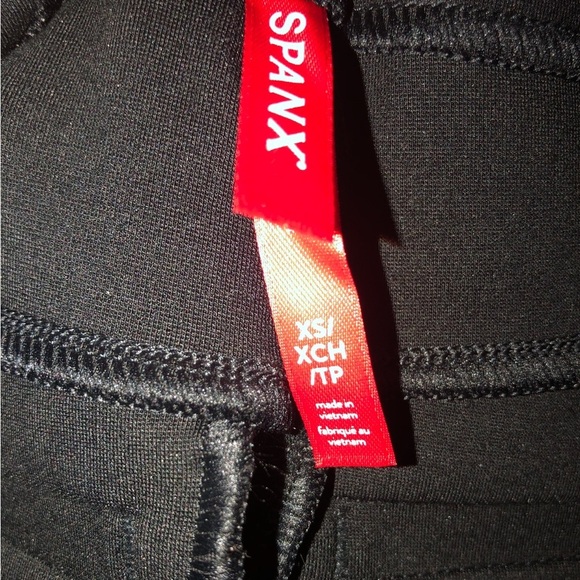 SPANX
XS/
XCH
/TP
made in
vietnam
fabriqué au
vietnam